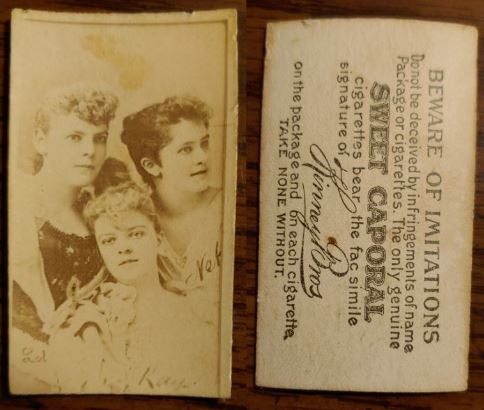 Kay
BEWARE OF IMITATIONS
Do not be deceived by infringements of name
Package or cigarettes. The only genuine
SWEET CAPORAL
cigarettes bear the fac simile
signature of Kinney Bros
on the package and on each cigarette,
TAKE NONE WITHOUT.